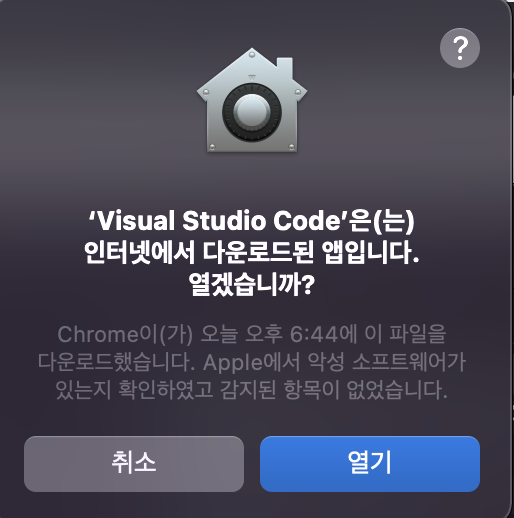 ?
‘Visual Studio Code’은(는)
인터넷에서 다운로드된 앱입니다.
열겠습니까?
Chrome이(가) 오늘 오후 6:44에 이 파일을
다운로드했습니다. Apple에서 악성 소프트웨어가
있는지 확인하였고 감지된 항목이 없었습니다.
취소
열기